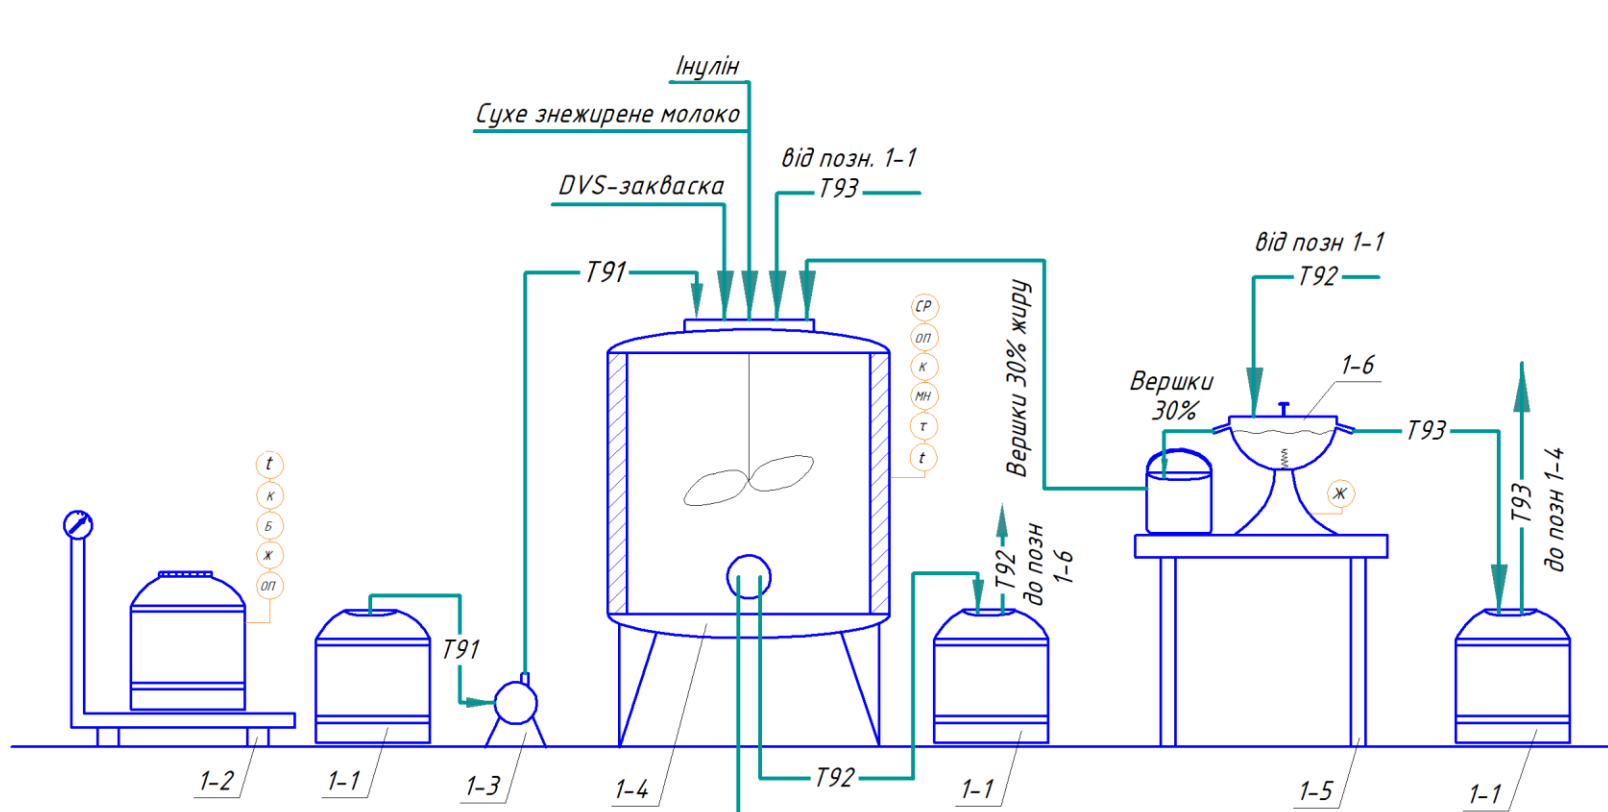 Інулін
Сухе знежирене молоко
DVS-закваска
від позн. 1-1
Т93
Т91
від позн 1-1
Т92
Вершки 30% жиру
Вершки
30%
1-6
Т93
Т93
до позн 1-4
СР
ОП
К
МН
Т
t
Ж
t
К
Б
Ж
ОП
Т91
Т92
до позн
1-6
Т92
1-2
1-1
1-3
1-4
1-1
1-5
1-1